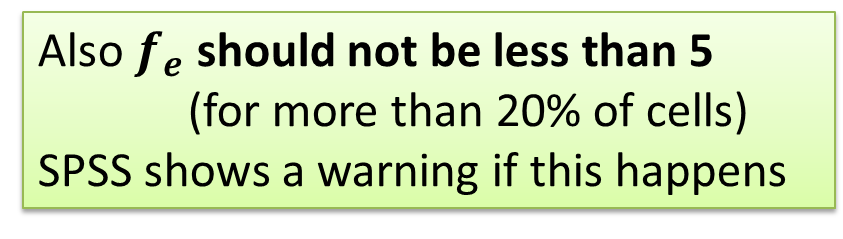 Also fₑ should not be less than 5
(for more than 20% of cells)
SPSS shows a warning if this happens